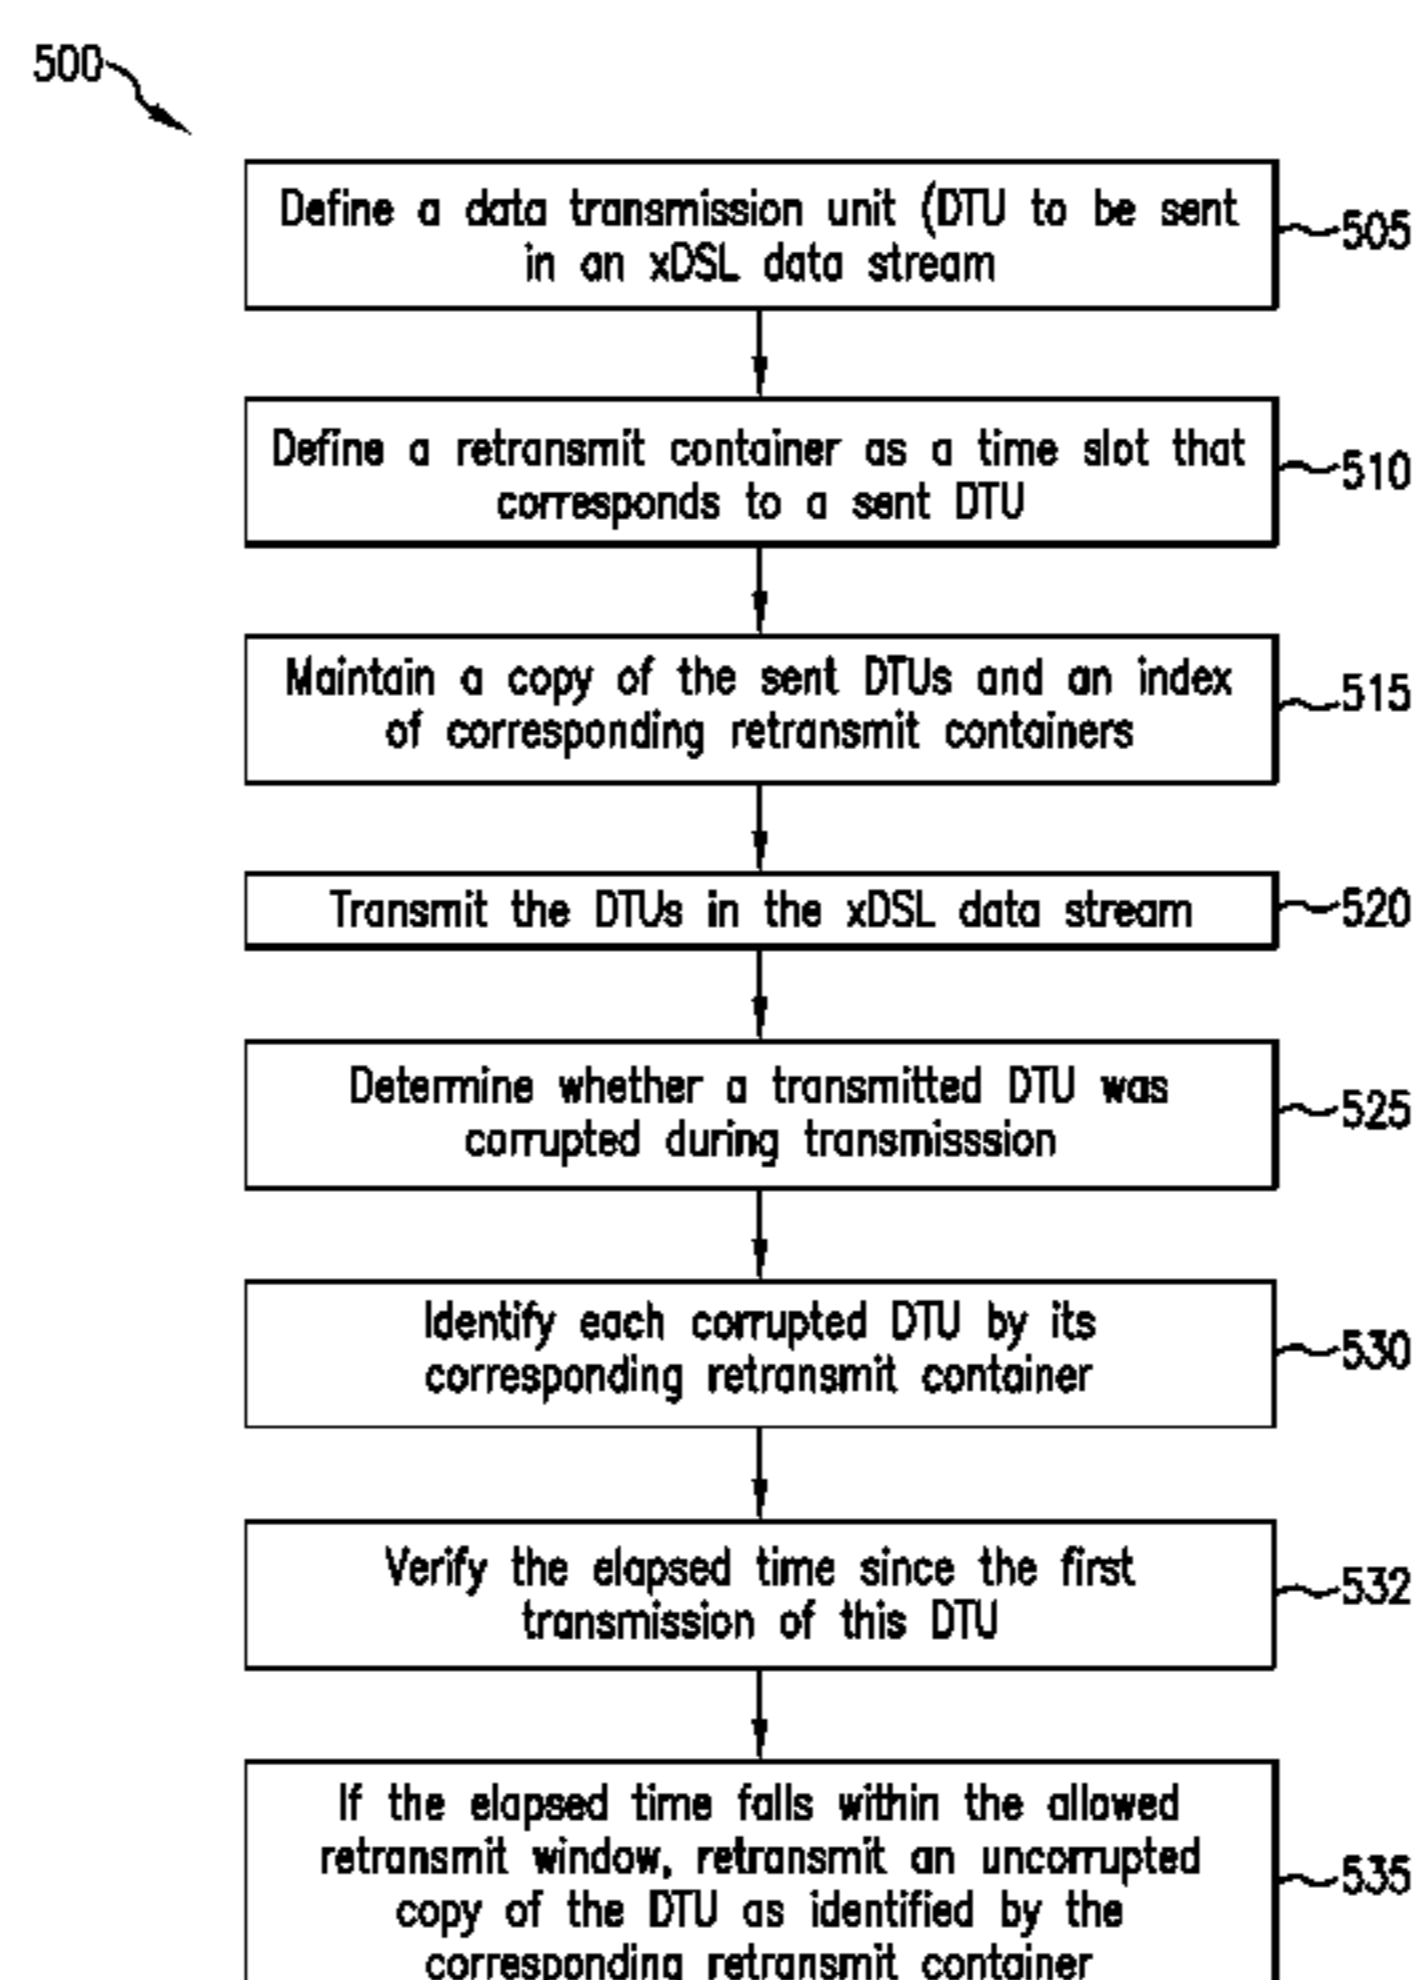 500
Define a data transmission unit (DTU to be sent
in an xDSL data stream
505
Define a retransmit container as a time slot that
corresponds to a sent DTU
510
Maintain a copy of the sent DTUs and an index
of corresponding retransmit containers
515
Transmit the DTUs in the xDSL data stream
520
Determine whether a transmitted DTU was
corrupted during transmisssion
525
Identify each corrupted DTU by its
corresponding retransmit container
530
Verify the elapsed time since the first
transmission of this DTU
532
If the elapsed time falls within the allowed
retransmit window, retransmit an uncorrupted
copy of the DTU as identified by the
corresponding retransmit container
535